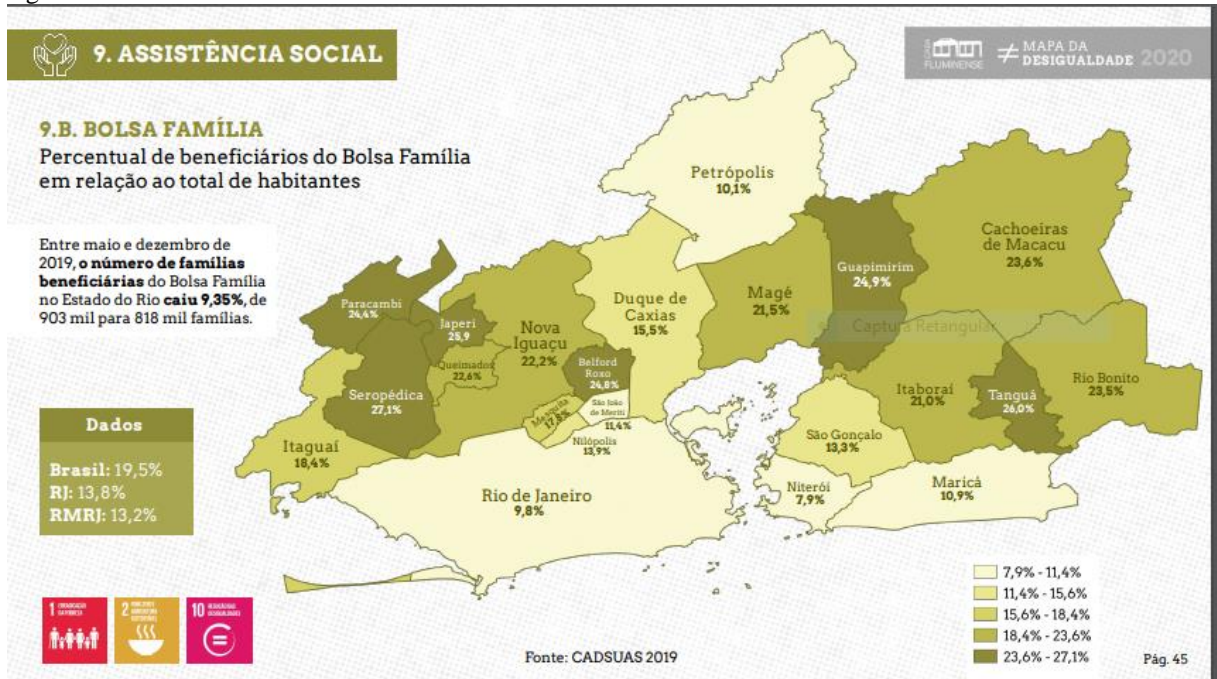 9. ASSISTÊNCIA SOCIAL
CASA
FLUMINENSE
≠ MAPA DA
DESIGUALDADE 2020
9.B. BOLSA FAMÍLIA
Percentual de beneficiários do Bolsa Família
em relação ao total de habitantes
Entre maio e dezembro de
2019, o número de famílias
beneficiárias do Bolsa Família
no Estado do Rio caiu 9,35%, de
903 mil para 818 mil famílias.
Dados
Brasil: 19,5%
RJ: 13,8%
RMRJ: 13,2%
Petrópolis
10,1%
Cachoeiras
de Macacu
23,6%
Guapimirim
24,9%
Magé
21,5%
Duque de
Caxias
15,5%
Paracambi
24,4%
Japeri
25,9
Nova
Iguaçu
22,2%
Queimados
22,6%
Belford
Roxo
24,8%
Seropédica
27,1%
São João
de Meriti
11,4%
Mesquita
17,5%
Nilópolis
13,9%
Itaguaí
18,4%
Rio de Janeiro
9,8%
Captura Retangular
Itaboraí
21,0%
Tanguá
26,0%
Rio Bonito
23,5%
São Gonçalo
13,3%
Niterói
7,9%
Maricá
10,9%
7,9% - 11,4%
11,4% - 15,6%
15,6% - 18,4%
18,4% - 23,6%
23,6% - 27,1%
1
2
10
Fonte: CADSUAS 2019
Pág. 45